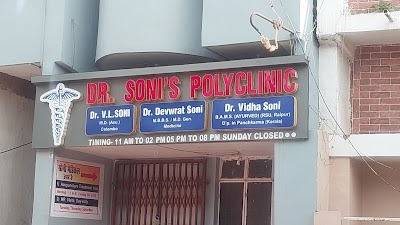 DR. SONI'S POLYCLINIC
Dr. V.L.SONI
M.D. (Acu.)
Colombo
Dr. Devwrat Soni
M.B.B.S / M.D. Gen.
Medicine
Dr. Vidha Soni
B.A.M.S. (AYURVED) (RSU, Raipur)
D'p. in Panchkarma (Kerala)
TIMING- 11 AM TO 02 PM 05 PM TO 08 PM SUNDAY CLOSED